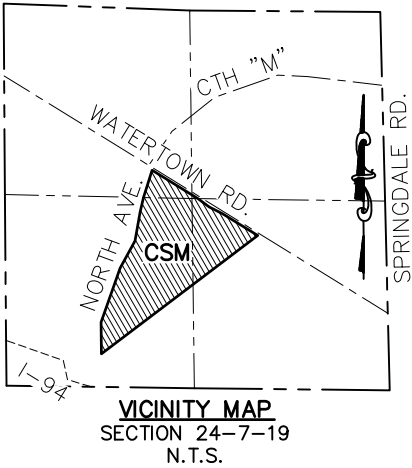 CTH "M"
WATERTOWN RD.
SPRINGDALE RD.
NORTH AVE.
CSM
I-94
VICINITY MAP
SECTION 24-7-19
N.T.S.